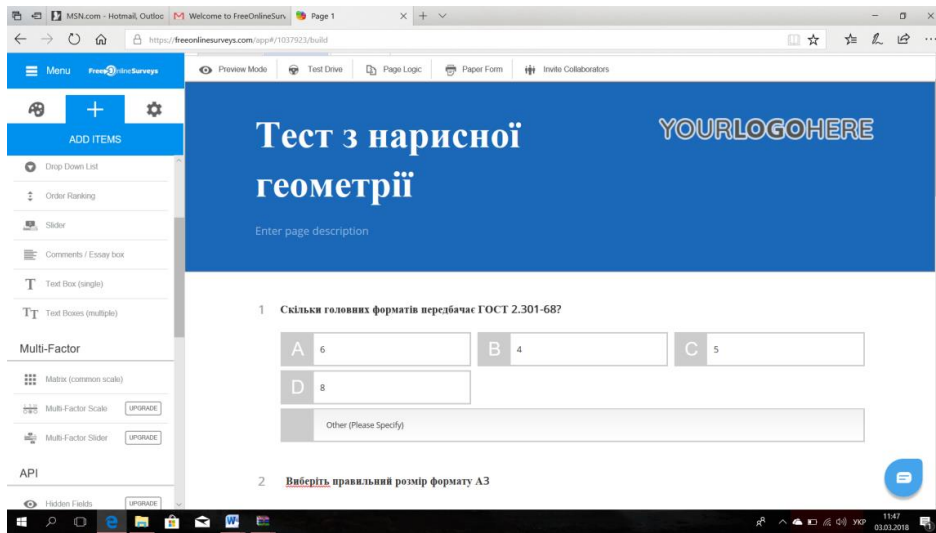 MSN.com - Hotmail, Outloo
Welcome to FreeOnlineSurv
Page 1
https://freeonlinesurveys.com/app#/1037923/build
Menu
FreeOnlineSurveys
Preview Mode
Test Drive
Page Logic
Paper Form
Invite Collaborators
ADD ITEMS
Drop Down List
Order Ranking
Slider
Comments / Essay box
Text Box (single)
Text Boxes (multiple)
Multi-Factor
Matrix (common scale)
Multi-Factor Scale UPGRADE
Multi-Factor Slider UPGRADE
API
Hidden Fields UPGRADE
Тест з нарисної
геометрії
YOURLOGOHERE
Enter page description
1 Скільки головних форматів передбачає ГОСТ 2.301-68?
A 6
B 4
C 5
D 8
Other (Please Specify)
2 Виберіть правильний розмір формату А3
УКР
11:47
03.03.2018